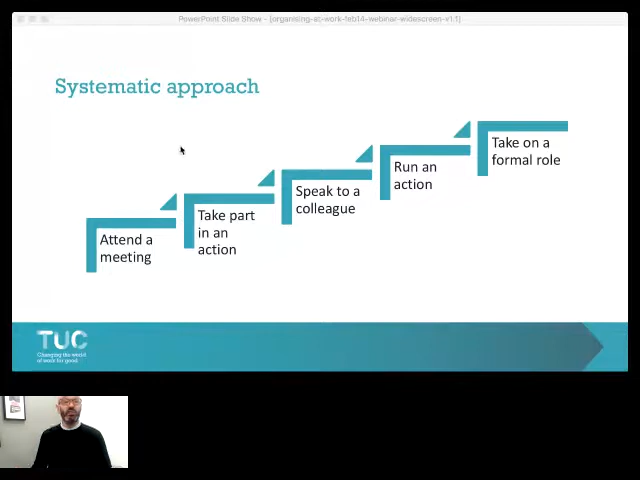 PowerPoint Slide Show - [organising-at-work-feb14-webinar-widescreen-v1.1]
Systematic approach
Attend a
meeting
Take part
in an
action
Speak to a
colleague
Run an
action
Take on a
formal role
TUC
Changing the world
of work for good